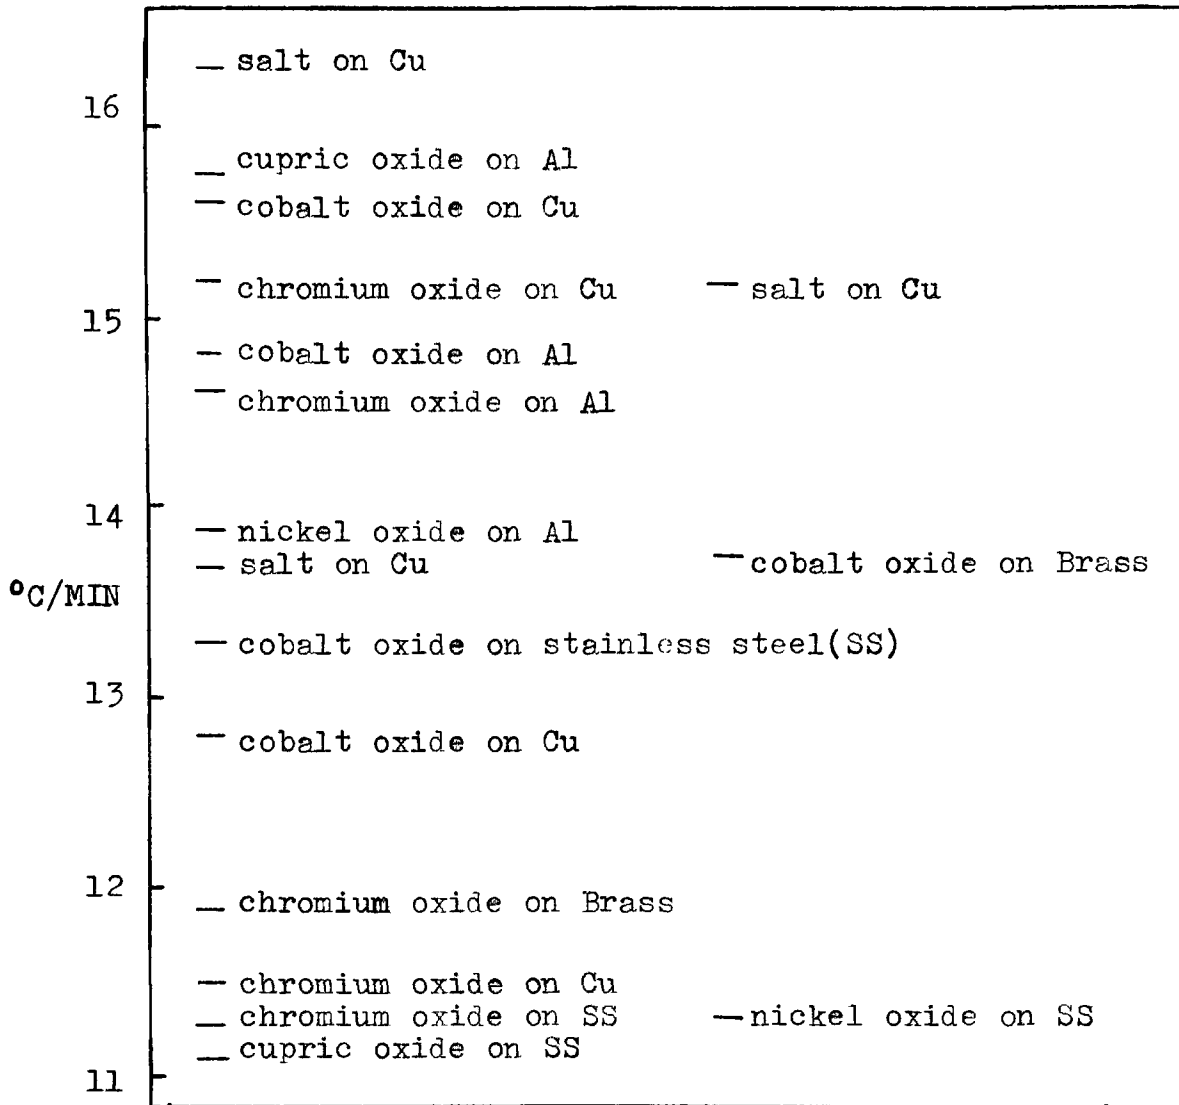 salt on Cu
16
cupric oxide on Al
cobalt oxide on Cu
chromium oxide on Cu — salt on Cu
15
cobalt oxide on Al
chromium oxide on Al
14
nickel oxide on Al
salt on Cu — cobalt oxide on Brass
°C/MIN
cobalt oxide on stainless steel(SS)
13
cobalt oxide on Cu
12
chromium oxide on Brass
chromium oxide on Cu
chromium oxide on SS — nickel oxide on SS
cupric oxide on SS
11